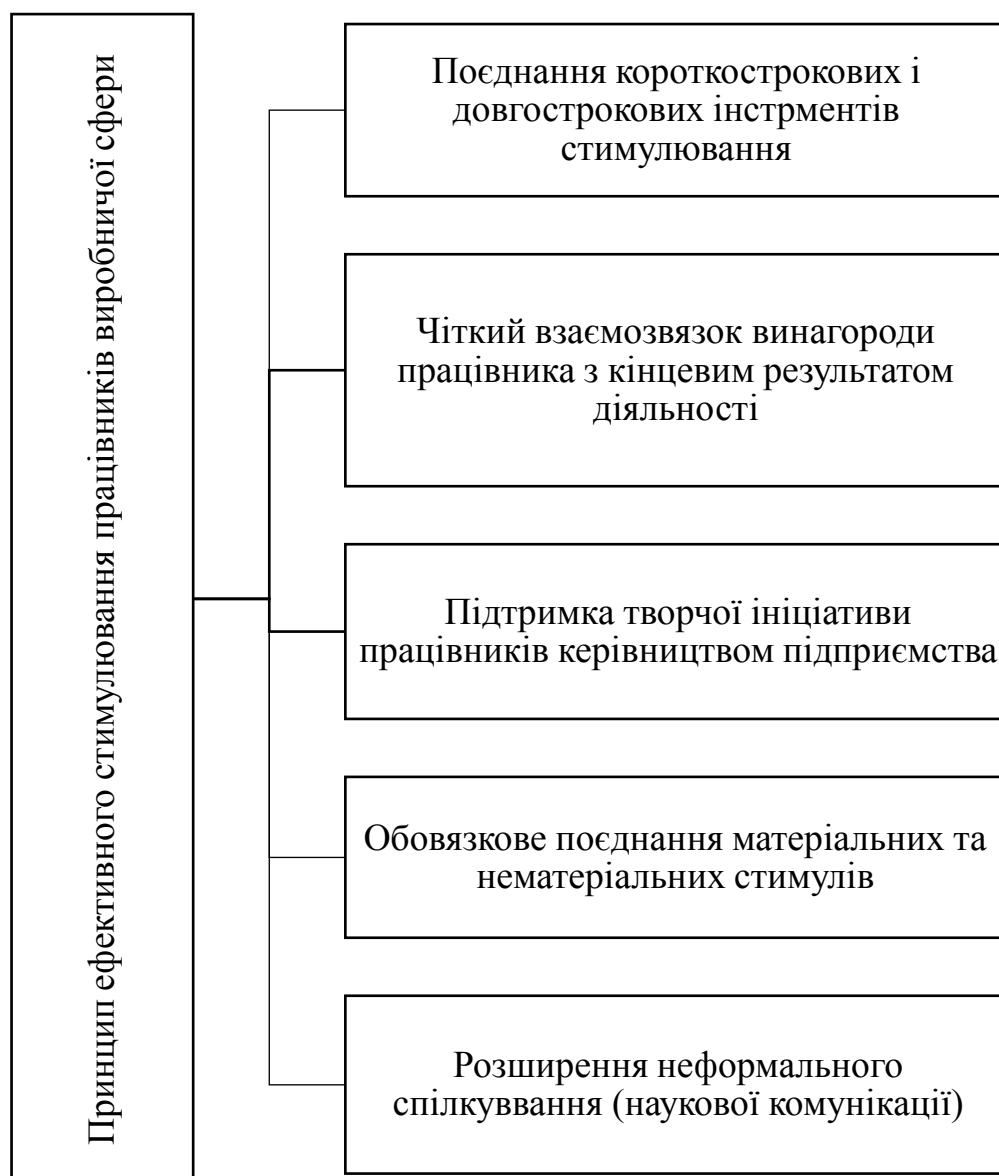 Принцип ефективного стимулювання працівників виробничої сфери
Поєднання короткострокових і
довгострокових інстрментів
стимулювання
Чіткий взаємозвязок винагороди
працівника з кінцевим результатом
діяльності
Підтримка творчої ініціативи
працівників керівництвом підприємства
Обовязкове поєднання матеріальних та
нематеріальних стимулів
Розширення неформального
спілкуввання (наукової комунікації)